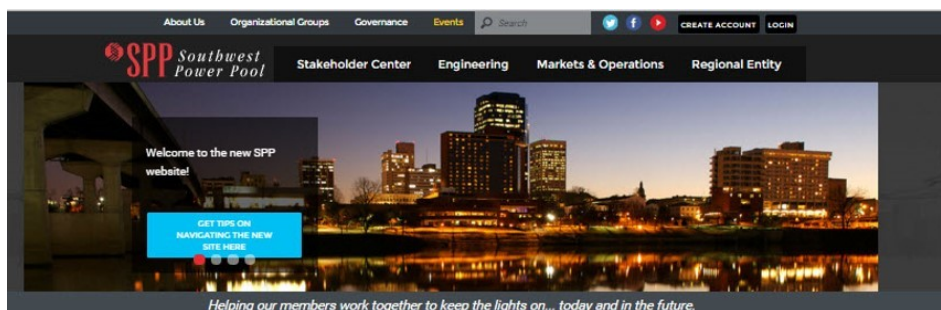 About Us Organizational Groups Governance Events Search CREATE ACCOUNT LOGIN
SPP Southwest
Power Pool
Stakeholder Center Engineering Markets & Operations Regional Entity
Welcome to the new SPP
website!
GET TIPS ON
NAVIGATING THE NEW
SITE HERE
Helping our members work together to keep the lights on... today and in the future.